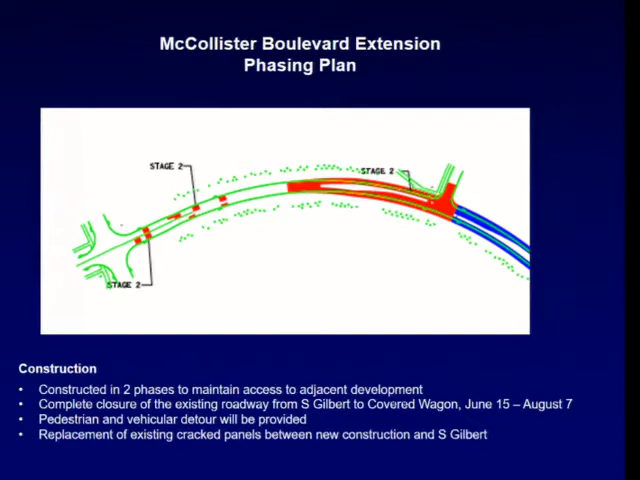 McCollister Boulevard Extension
Phasing Plan
STAGE 2
STAGE 2
STAGE 2
Construction
• Constructed in 2 phases to maintain access to adjacent development
• Complete closure of the existing roadway from S Gilbert to Covered Wagon, June 15 – August 7
• Pedestrian and vehicular detour will be provided
• Replacement of existing cracked panels between new construction and S Gilbert